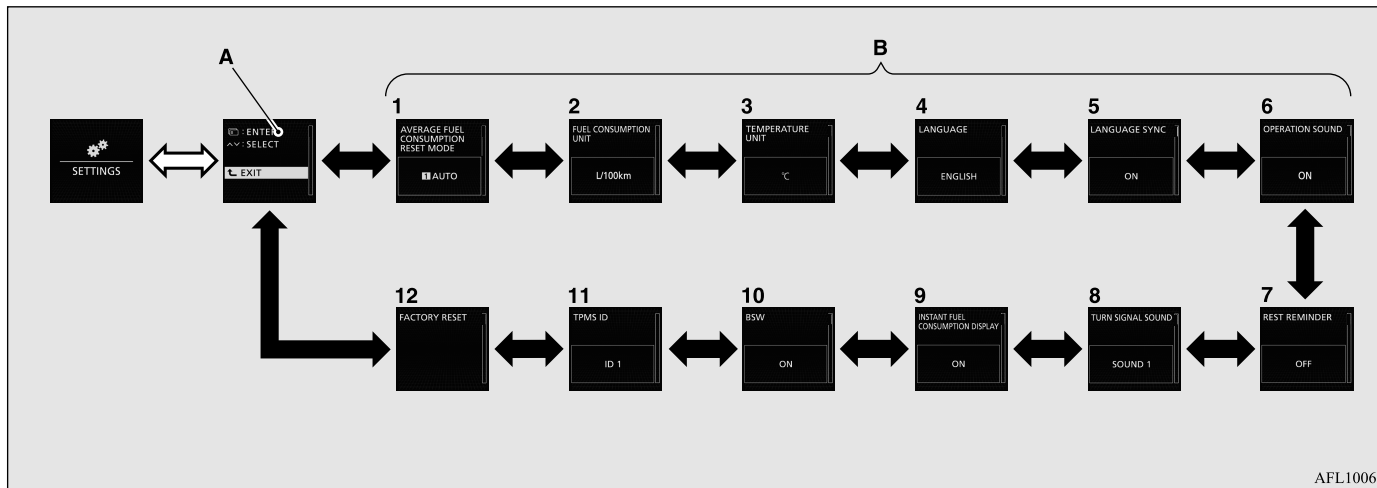 A
B
SETTINGS
: ENTER
: SELECT
EXIT
1
AVERAGE FUEL
CONSUMPTION
RESET MODE
1 AUTO
2
FUEL CONSUMPTION
UNIT
L/100km
3
TEMPERATURE
UNIT
℃
4
LANGUAGE
ENGLISH
5
LANGUAGE SYNC
ON
6
OPERATION SOUND
ON
12
FACTORY RESET
11
TPMS ID
ID 1
10
BSW
ON
9
INSTANT FUEL
CONSUMPTION DISPLAY
ON
8
TURN SIGNAL SOUND
SOUND 1
7
REST REMINDER
OFF
AFL1006